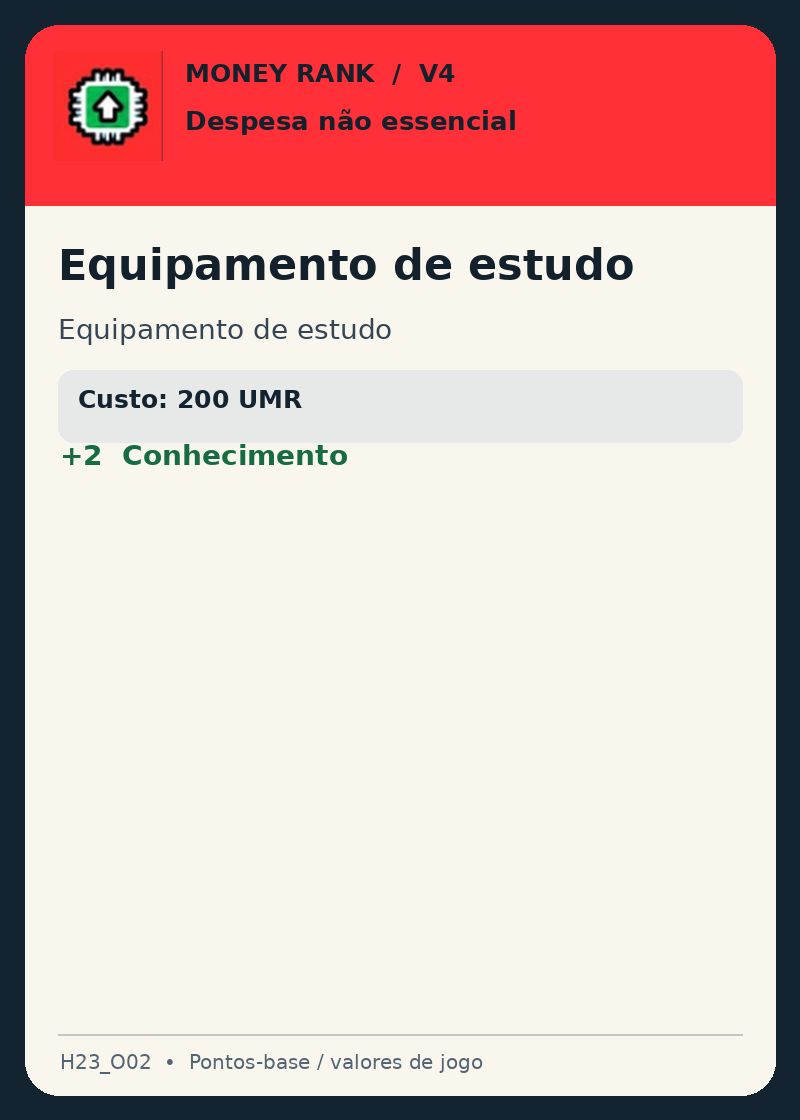 MONEY RANK / V4
Despesa não essencial
Equipamento de estudo
Equipamento de estudo
Custo: 200 UMR
+2 Conhecimento
H23_O02 • Pontos-base / valores de jogo